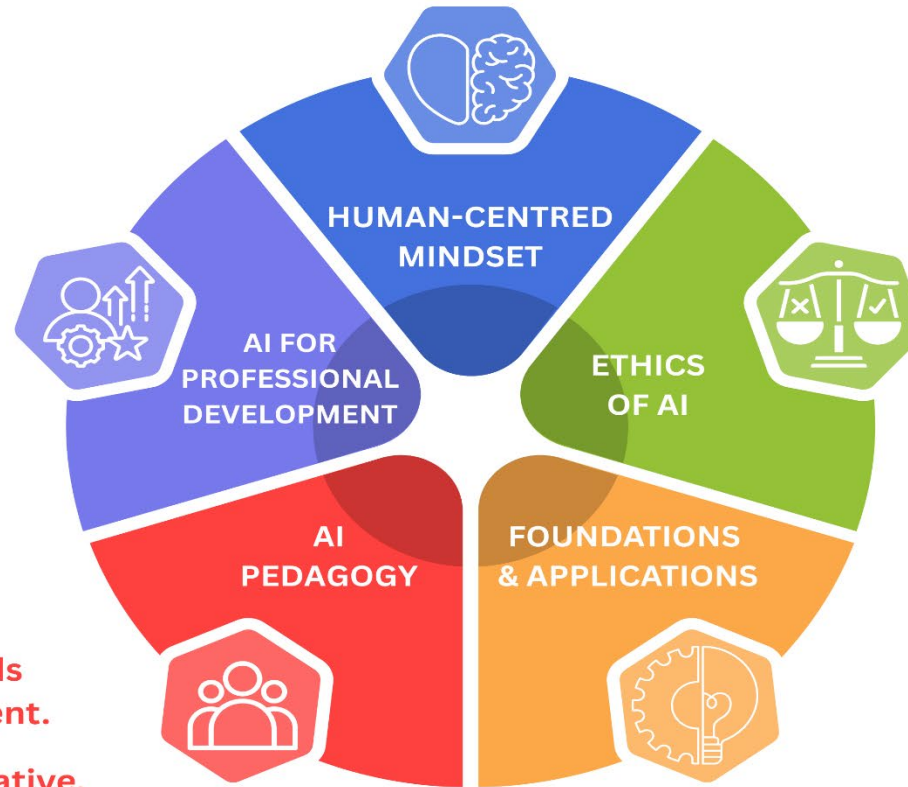 HUMAN-CENTRED
MINDSET
AI FOR
PROFESSIONAL
DEVELOPMENT
ETHICS
OF AI
AI
PEDAGOGY
FOUNDATIONS
& APPLICATIONS